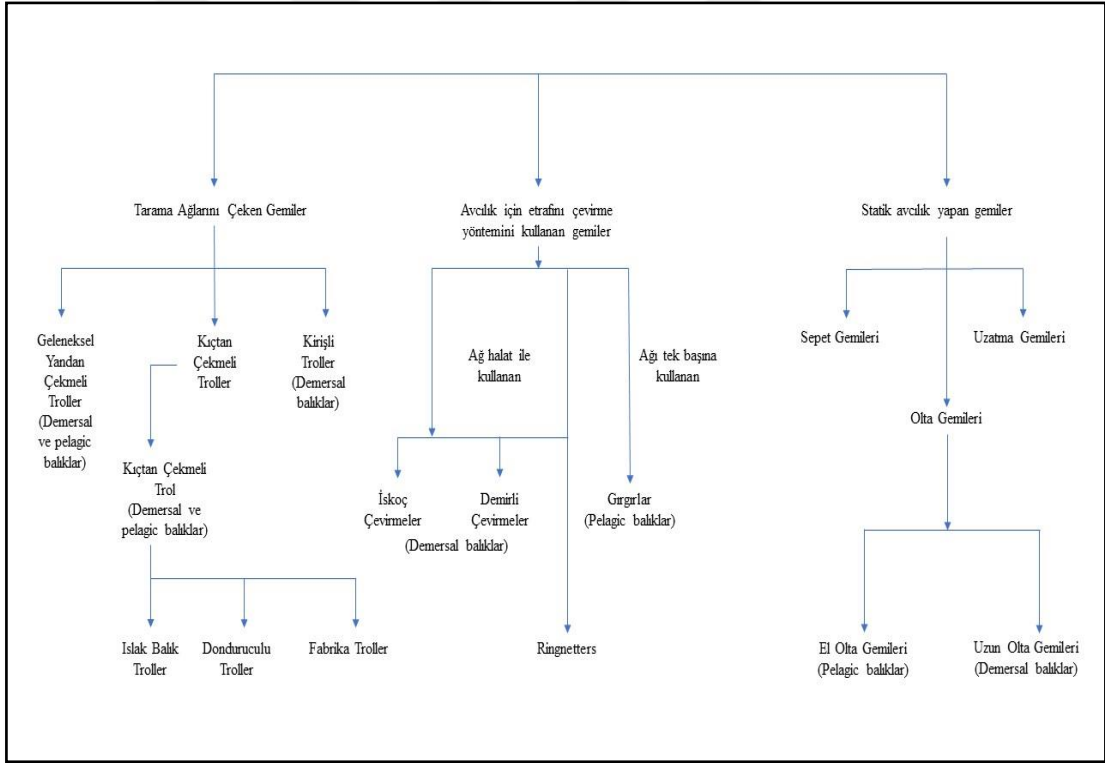 Tarama Ağlarını Çeken Gemiler
Avcılık için etrafını çevirme
yöntemini kullanan gemiler
Statik avcılık yapan gemiler
Geleneksel
Yandan
Çekmeli
Troller
(Demersal
ve pelagic
balıklar)
Kıçtan
Çekmeli
Troller
Kirişli
Troller
(Demersal
balıklar)
Ağ halat ile
kullanan
Ağı tek başına
kullanan
Sepet Gemileri
Uzatma Gemileri
Olta Gemileri
Kıçtan Çekmeli
Trol
(Demersal ve
pelagic balıklar)
İskoç
Çevirmeler
Demirli
Çevirmeler
(Demersal balıklar)
Gırgırlar
(Pelagic balıklar)
Islak Balık
Troller
Donduruculu
Troller
Fabrika Troller
Ringnetters
El Olta Gemileri
(Pelagic balıklar)
Uzun Olta Gemileri
(Demersal balıklar)